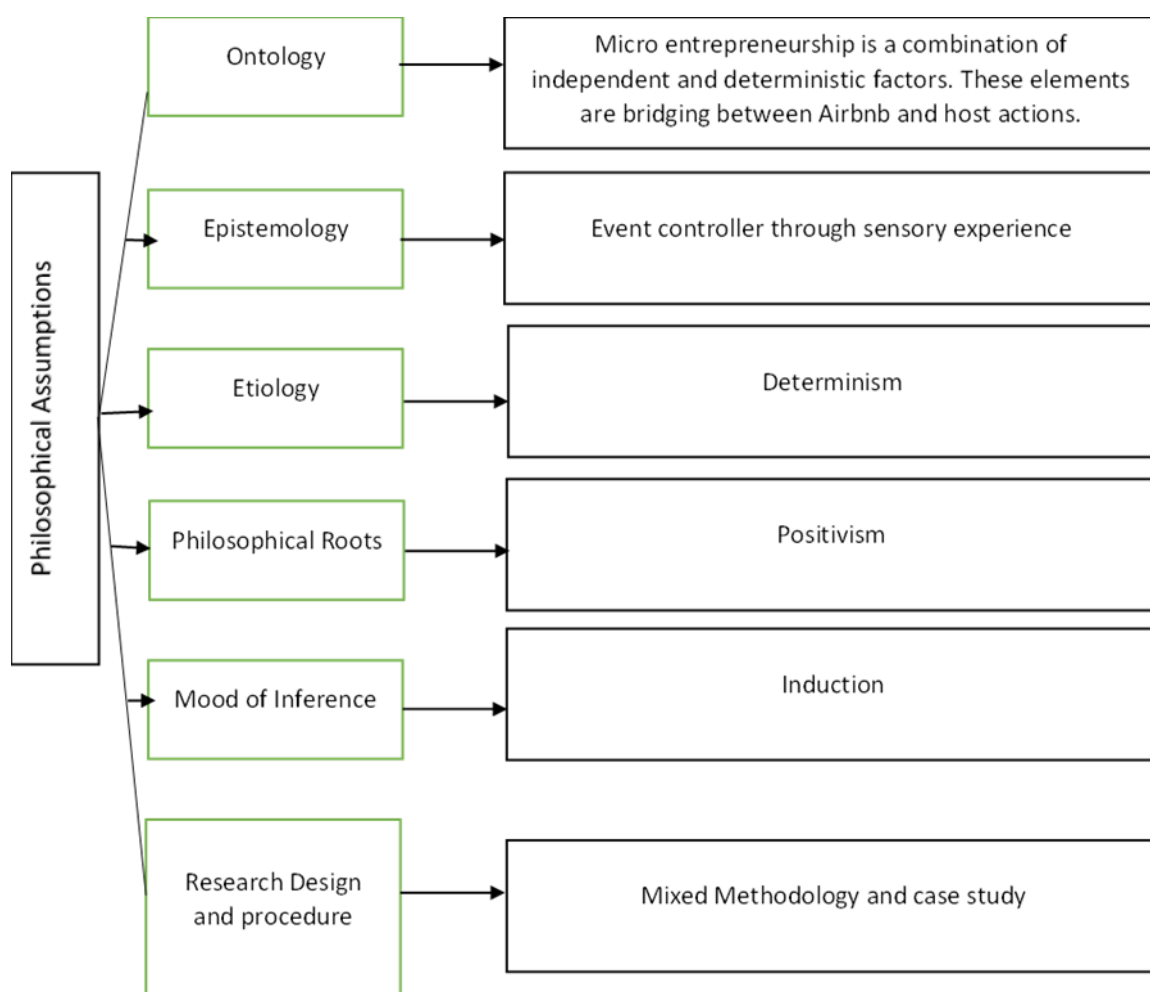 Philosophical Assumptions
Ontology
Micro entrepreneurship is a combination of
independent and deterministic factors. These elements
are bridging between Airbnb and host actions.
Epistemology
Event controller through sensory experience
Etiology
Determinism
Philosophical Roots
Positivism
Mood of Inference
Induction
Research Design
and procedure
Mixed Methodology and case study